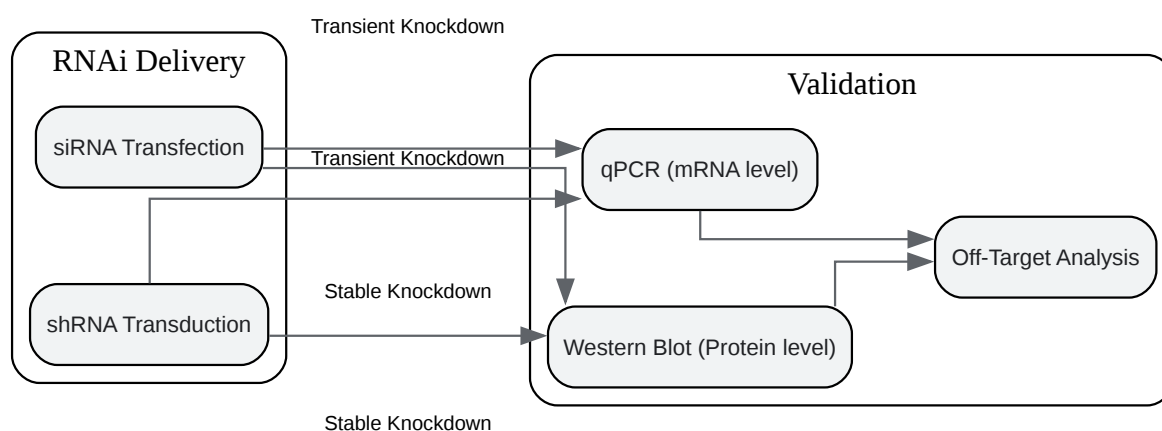 Transient Knockdown
RNAi Delivery
Validation
siRNA Transfection
Transient Knockdown
qPCR (mRNA level)
Off-Target Analysis
Stable Knockdown
shRNA Transduction
Western Blot (Protein level)
Stable Knockdown